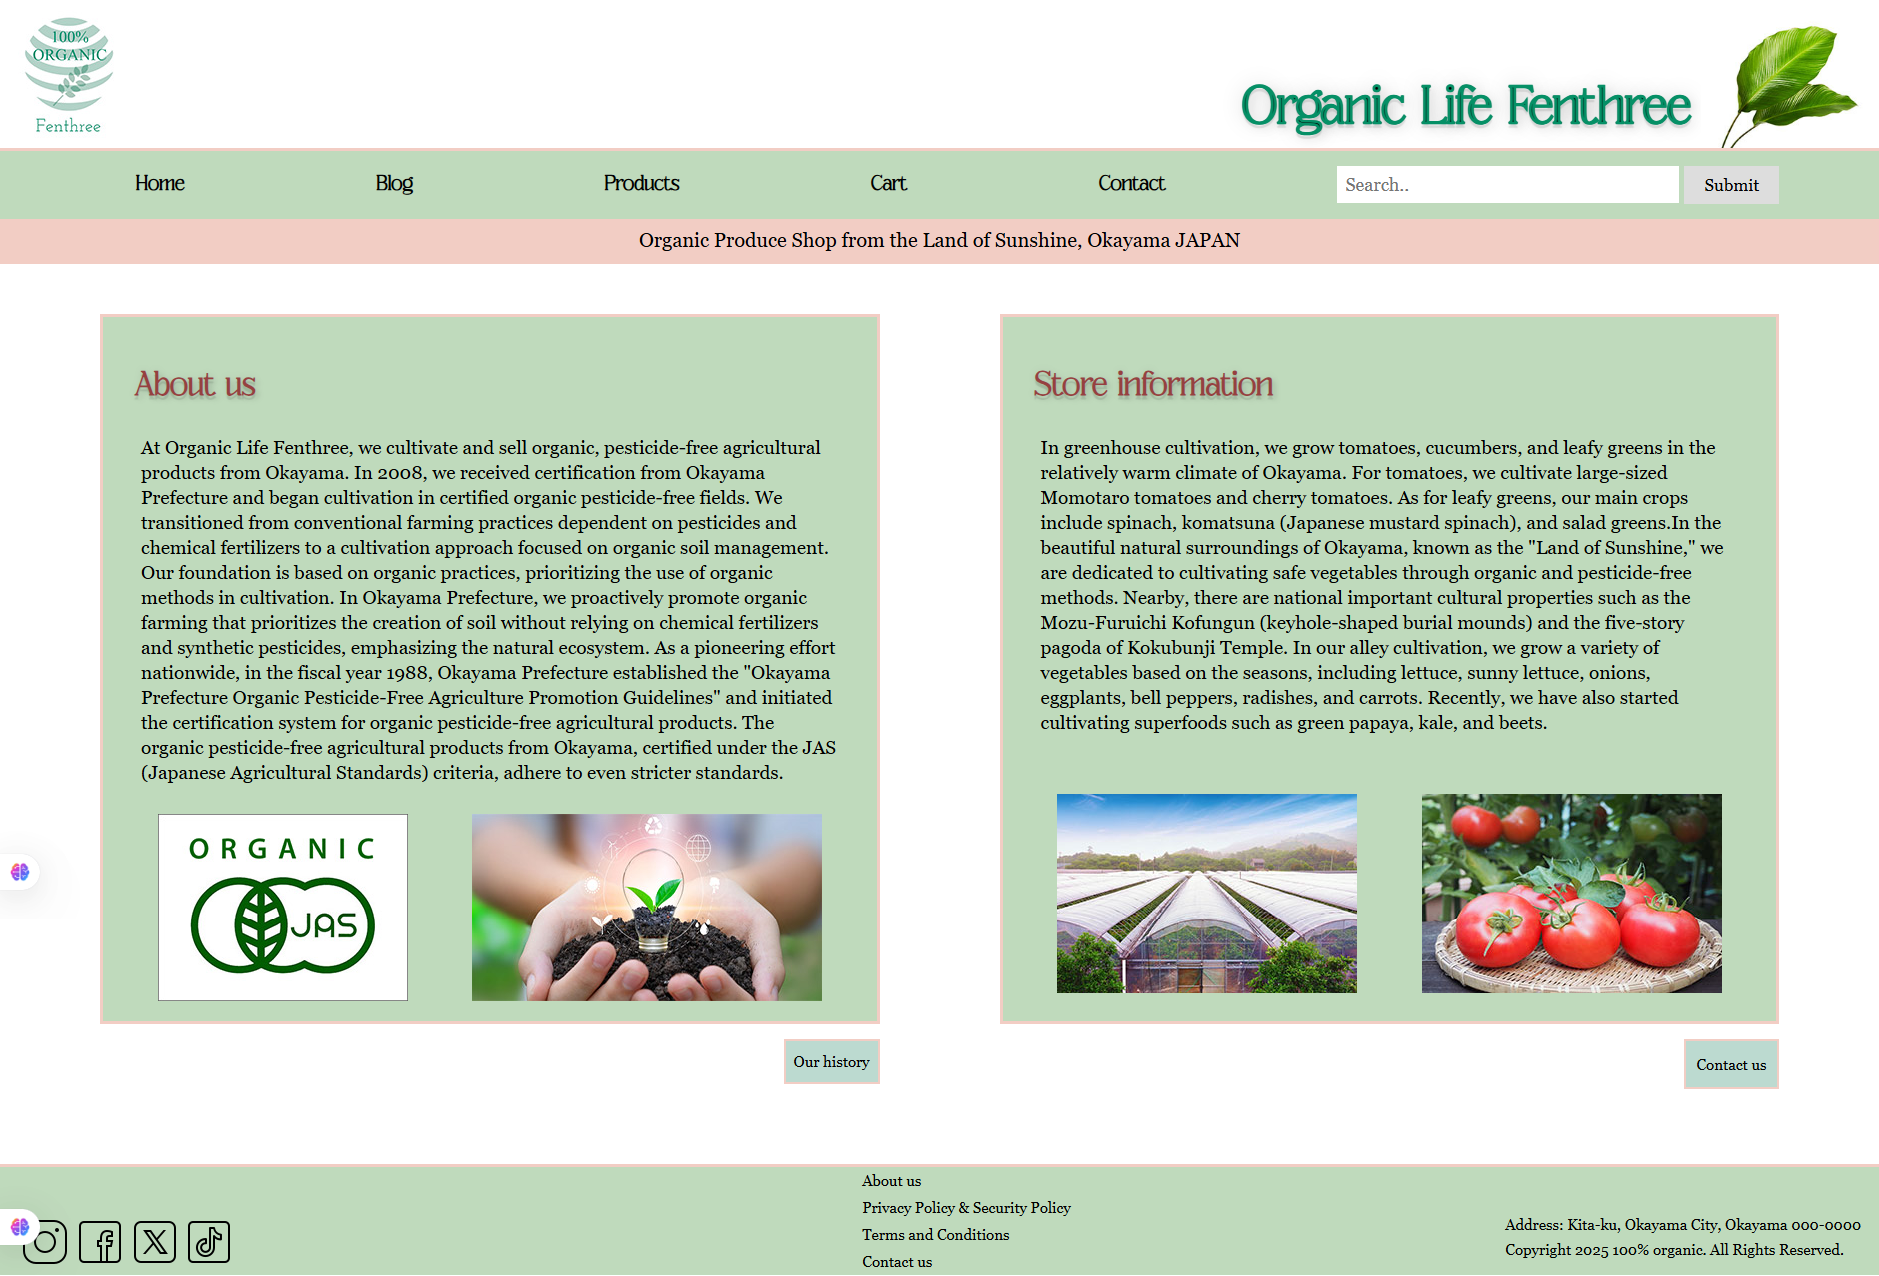 100%
ORGANIC
Fenthree
Organic Life Fenthree
Home Blog Products Cart Contact Search.. Submit
Organic Produce Shop from the Land of Sunshine, Okayama JAPAN
About us
At Organic Life Fenthree, we cultivate and sell organic, pesticide-free agricultural
products from Okayama. In 2008, we received certification from Okayama
Prefecture and began cultivation in certified organic pesticide-free fields. We
transitioned from conventional farming practices dependent on pesticides and
chemical fertilizers to a cultivation approach focused on organic soil management.
Our foundation is based on organic practices, prioritizing the use of organic
methods in cultivation. In Okayama Prefecture, we proactively promote organic
farming that prioritizes the creation of soil without relying on chemical fertilizers
and synthetic pesticides, emphasizing the natural ecosystem. As a pioneering effort
nationwide, in the fiscal year 1988, Okayama Prefecture established the "Okayama
Prefecture Organic Pesticide-Free Agriculture Promotion Guidelines" and initiated
the certification system for organic pesticide-free agricultural products. The
organic pesticide-free agricultural products from Okayama, certified under the JAS
(Japanese Agricultural Standards) criteria, adhere to even stricter standards.
ORGANIC
JAS
Our history
Store information
In greenhouse cultivation, we grow tomatoes, cucumbers, and leafy greens in the
relatively warm climate of Okayama. For tomatoes, we cultivate large-sized
Momotaro tomatoes and cherry tomatoes. As for leafy greens, our main crops
include spinach, komatsuna (Japanese mustard spinach), and salad greens.In the
beautiful natural surroundings of Okayama, known as the "Land of Sunshine," we
are dedicated to cultivating safe vegetables through organic and pesticide-free
methods. Nearby, there are national important cultural properties such as the
Mozu-Furuichi Kofungun (keyhole-shaped burial mounds) and the five-story
pagoda of Kokubunji Temple. In our alley cultivation, we grow a variety of
vegetables based on the seasons, including lettuce, sunny lettuce, onions,
eggplants, bell peppers, radishes, and carrots. Recently, we have also started
cultivating superfoods such as green papaya, kale, and beets.
Contact us
About us
Privacy Policy & Security Policy
Terms and Conditions
Contact us
Address: Kita-ku, Okayama City, Okayama 000-0000
Copyright 2025 100% organic. All Rights Reserved.